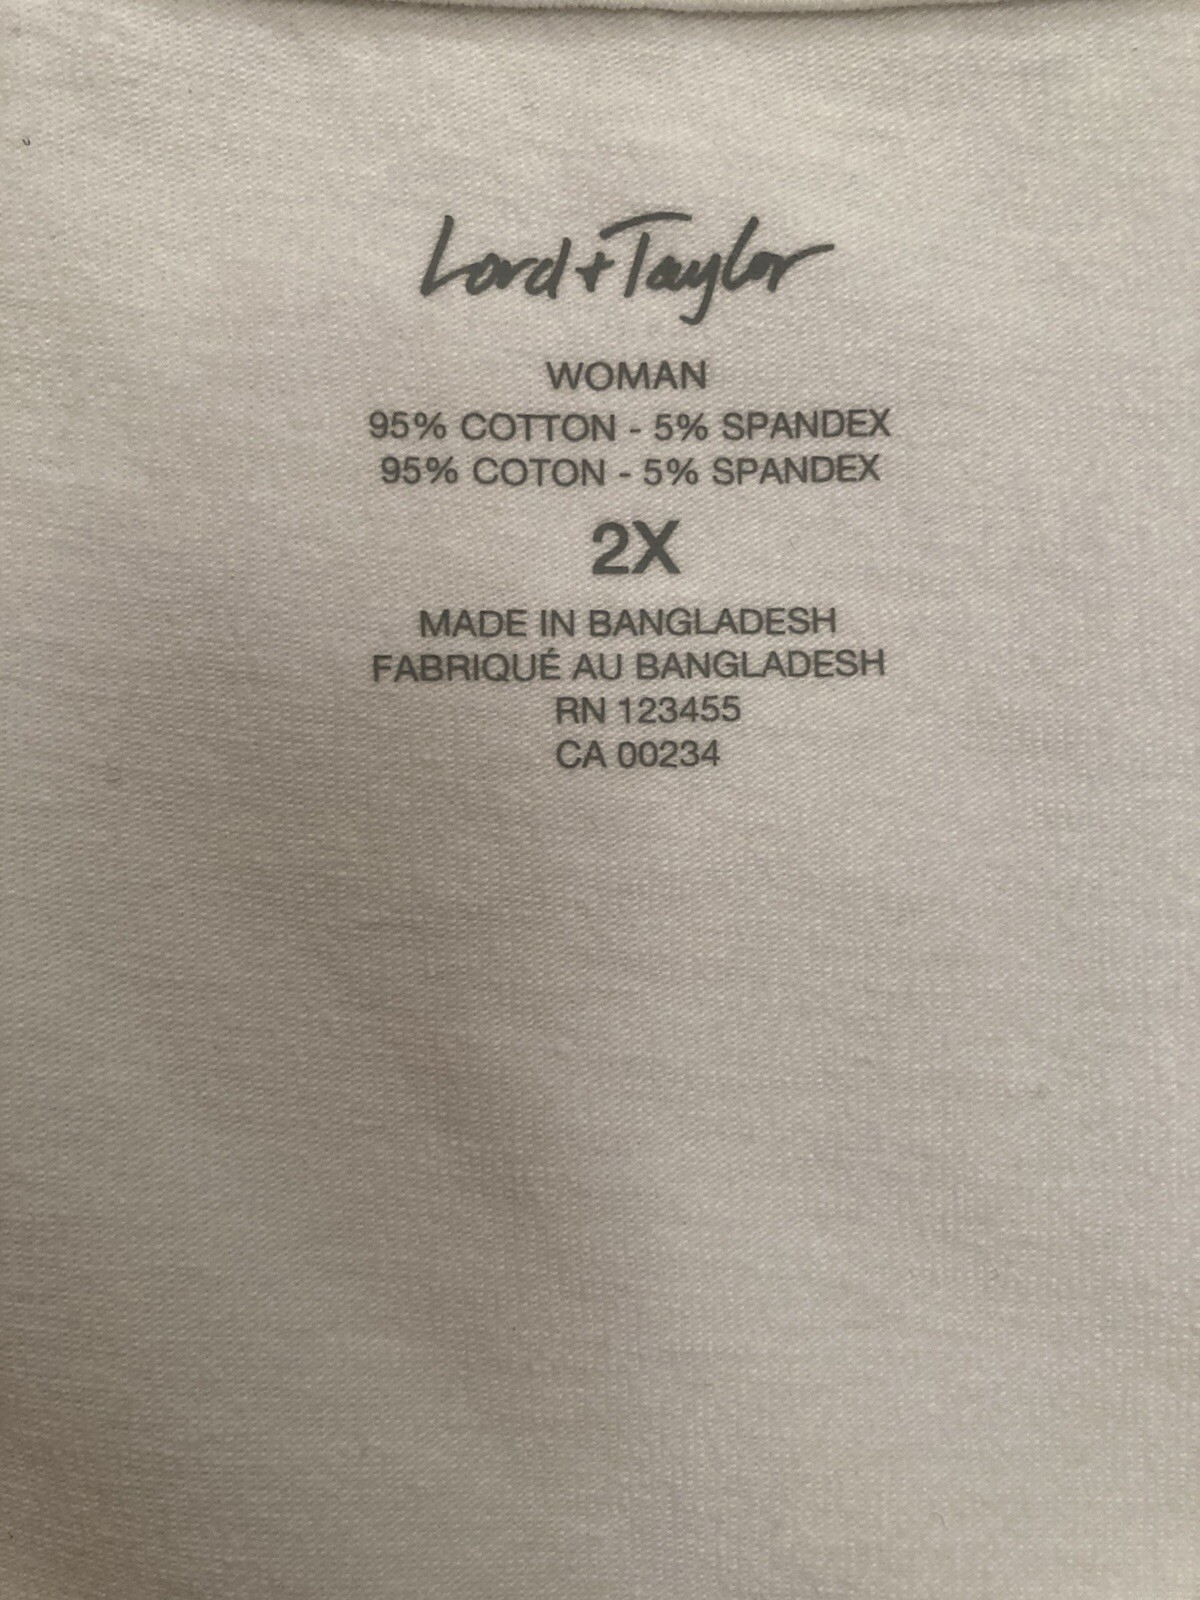 Lord + Taylor
WOMAN
95% COTTON - 5% SPANDEX
95% COTON - 5% SPANDEX
2X
MADE IN BANGLADESH
FABRIQUÉ AU BANGLADESH
RN 123455
CA 00234